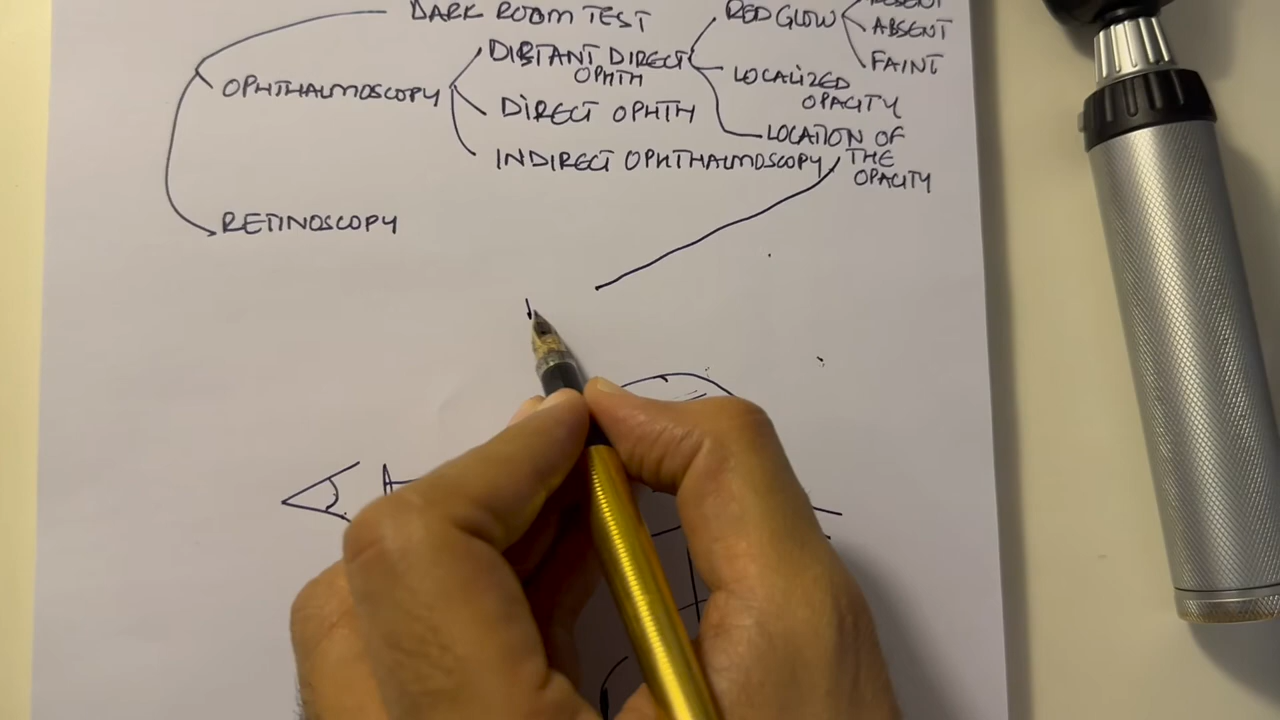 DARK ROOM TEST
OPHTHALMOSCOPY
DISTANT DIRECT
OPHTH
DIRECT OPHTH
INDIRECT OPHTHALMOSCOPY
RED GLOW
ABSENT
FAINT
LOCALIZED
OPACITY
LOCATION OF
THE
OPACITY
RETINOSCOPY